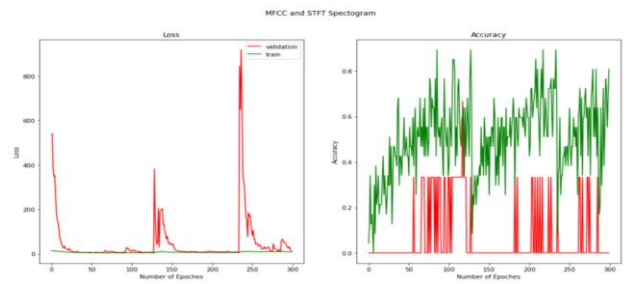 MFCC and STFT Spectogram
Loss
validation
train
800
600
400
200
0
Loss
0 50 100 150 200 250 300
Number of Epoches
Accuracy
0.8
0.6
0.4
0.2
0.0
Accuracy
0 50 100 150 200 250 300
Number of Epoches